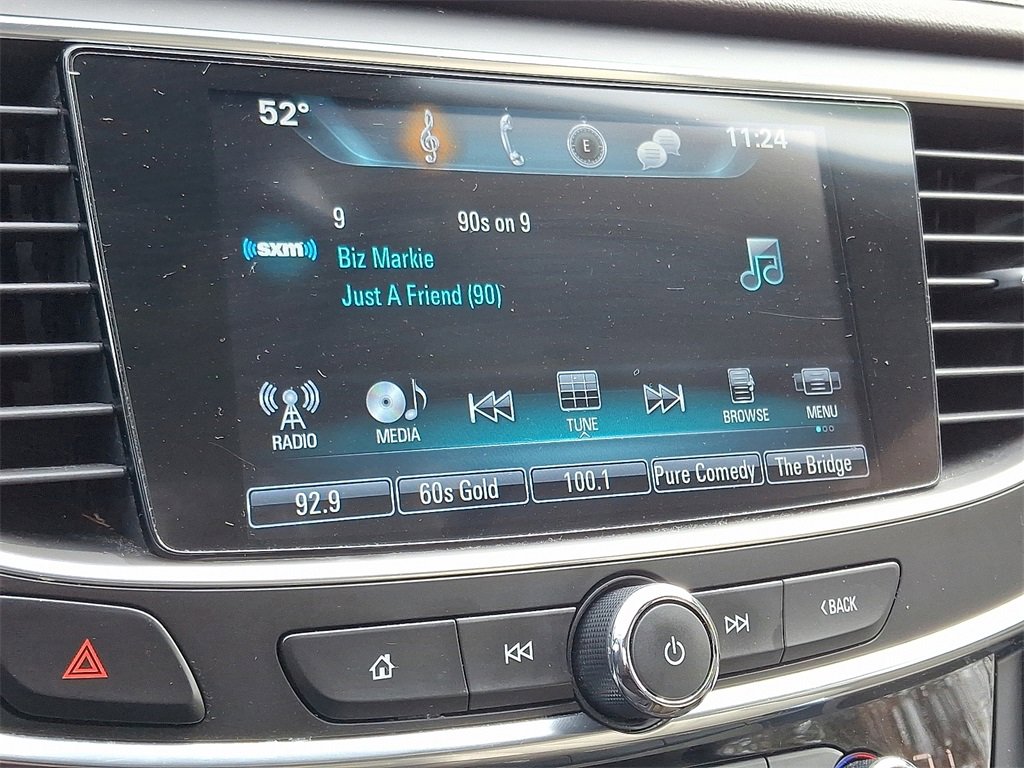 52°
E
11:24
9 90s on 9
sxm
Biz Markie
Just A Friend (90)
RADIO
MEDIA
TUNE
BROWSE
MENU
92.9
60s Gold
100.1
Pure Comedy
The Bridge
BACK